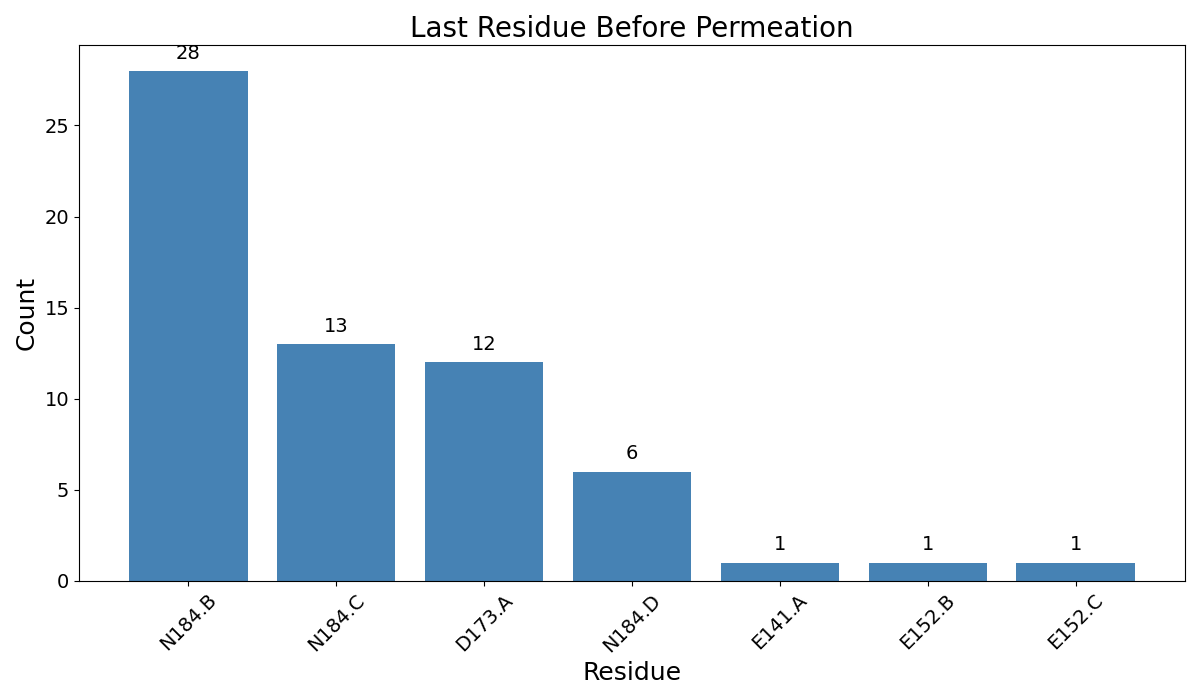 Last Residue Before Permeation
28
13
12
6
1
1
1
25
20
15
10
5
0
Count
N184.B
N184.C
D173.A
N184.D
E141.A
E152.B
E152.C
Residue